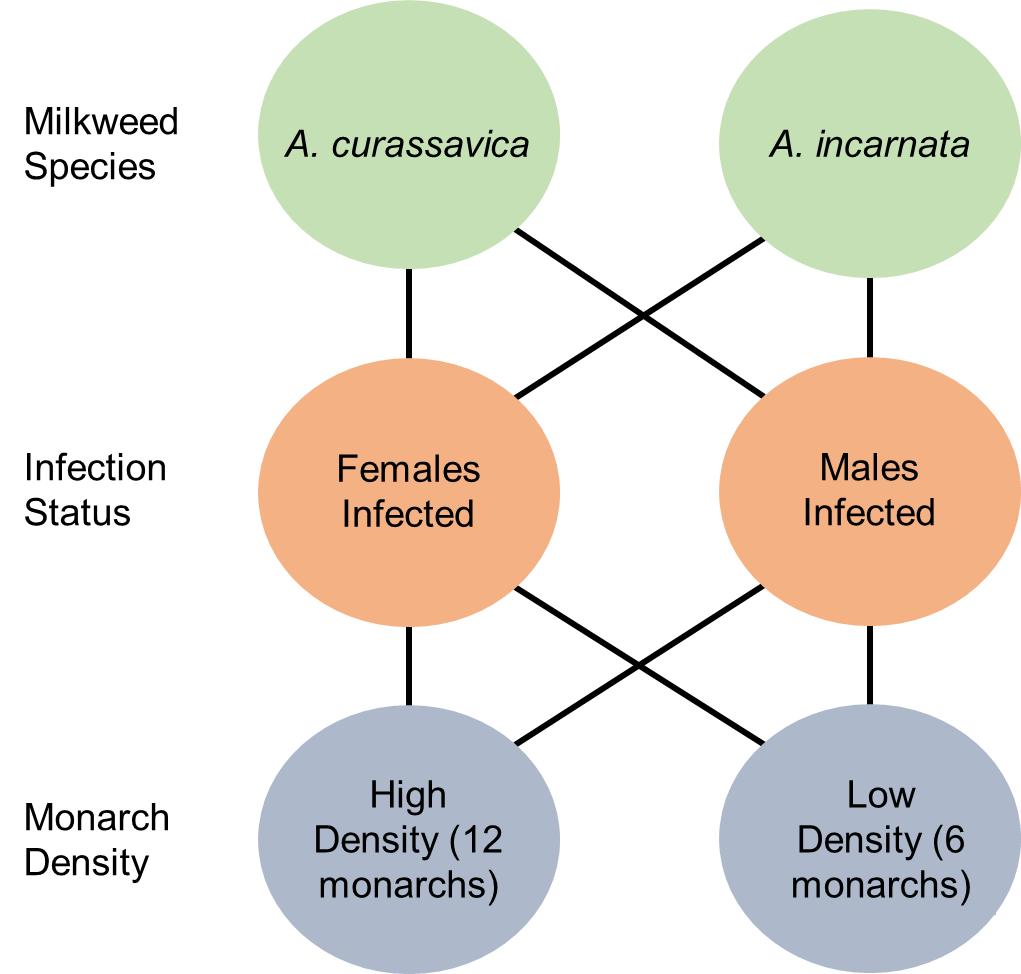 Milkweed
Species
A. curassavica
A. incarnata
Infection
Status
Females
Infected
Males
Infected
Monarch
Density
High
Density (12
monarchs)
Low
Density (6
monarchs)